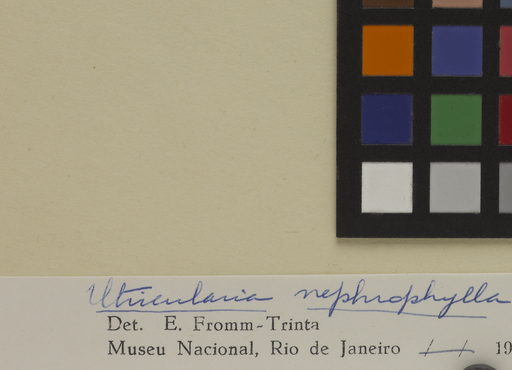 Utricularia nephrophylla
Det. E. Fromm-Trinta
Museu Nacional, Rio de Janeiro 19